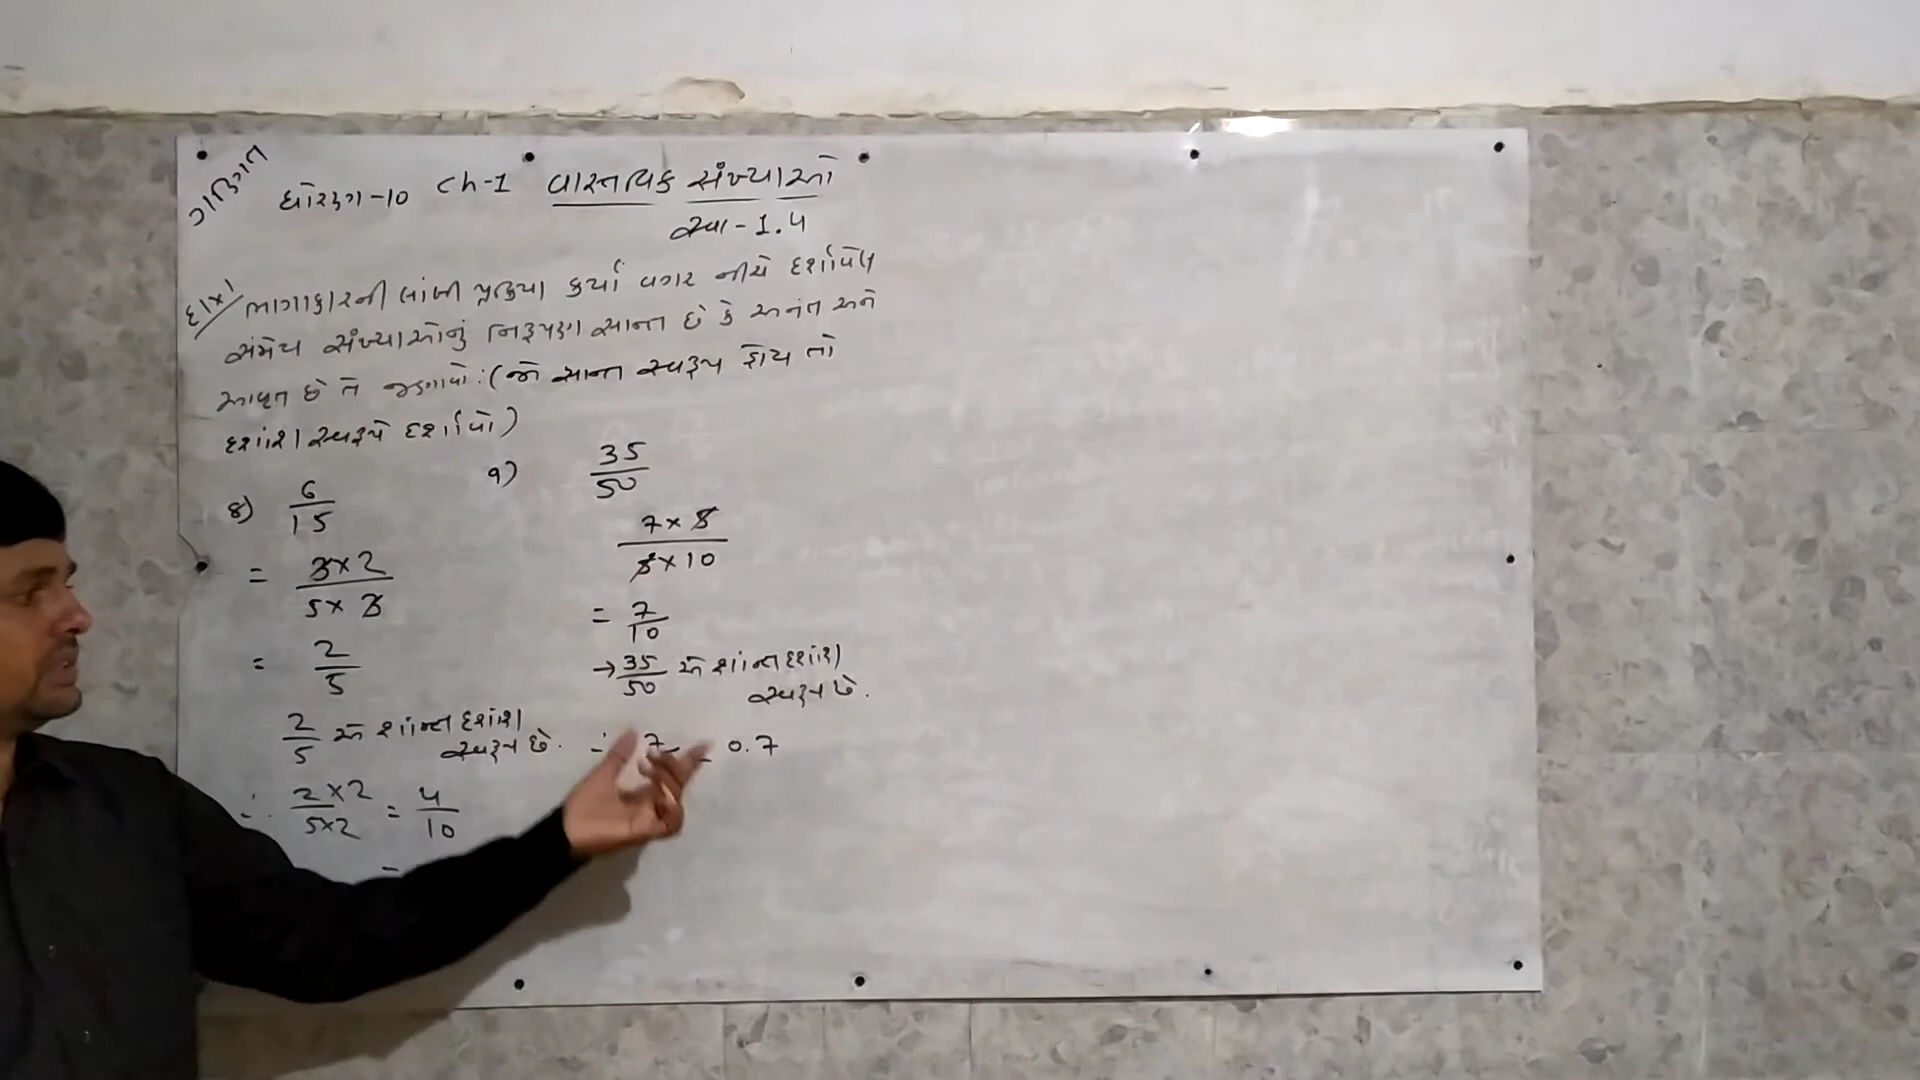 ગણિત
ધોરણ-10 Ch-1 વાસ્તવિક સંખ્યાઓ
સ્વા-1.4
દાખ1 ભાગાકારની લાંબી પ્રક્રિયા કર્યા વગર નીચે દર્શાવેલ
સંમેય સંખ્યાઓનું નિરૂપણ સાન્ત છે કે અનંત અને
આવૃત છે તે જણાવો : (જો સાન્ત સ્વરૂપ હોય તો
દશાંશ સ્વરૂપે દર્શાવો)
8) 6/15
= 3×2 / 5×3
= 2/5
2/5 એ શાન્ત દશાંશ
સ્વરૂપ છે.
∴ 2×2 / 5×2 = 4/10
=
9) 35/50
7×5 / 5×10
= 7/10
→ 35/50 એ શાન્ત દશાંશ
સ્વરૂપ છે.
∴ 7 = 0.7